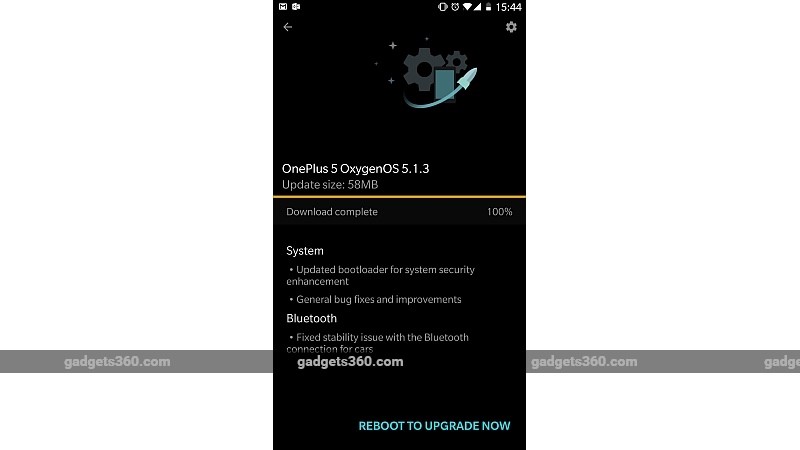 15:44
OnePlus 5 OxygenOS 5.1.3
Update size: 58MB
Download complete 100%
System
• Updated bootloader for system security
enhancement
• General bug fixes and improvements
Bluetooth
• Fixed stability issue with the Bluetooth
connection for cars
gadgets360.com gadgets360.com gadgets360.com gadgets
REBOOT TO UPGRADE NOW